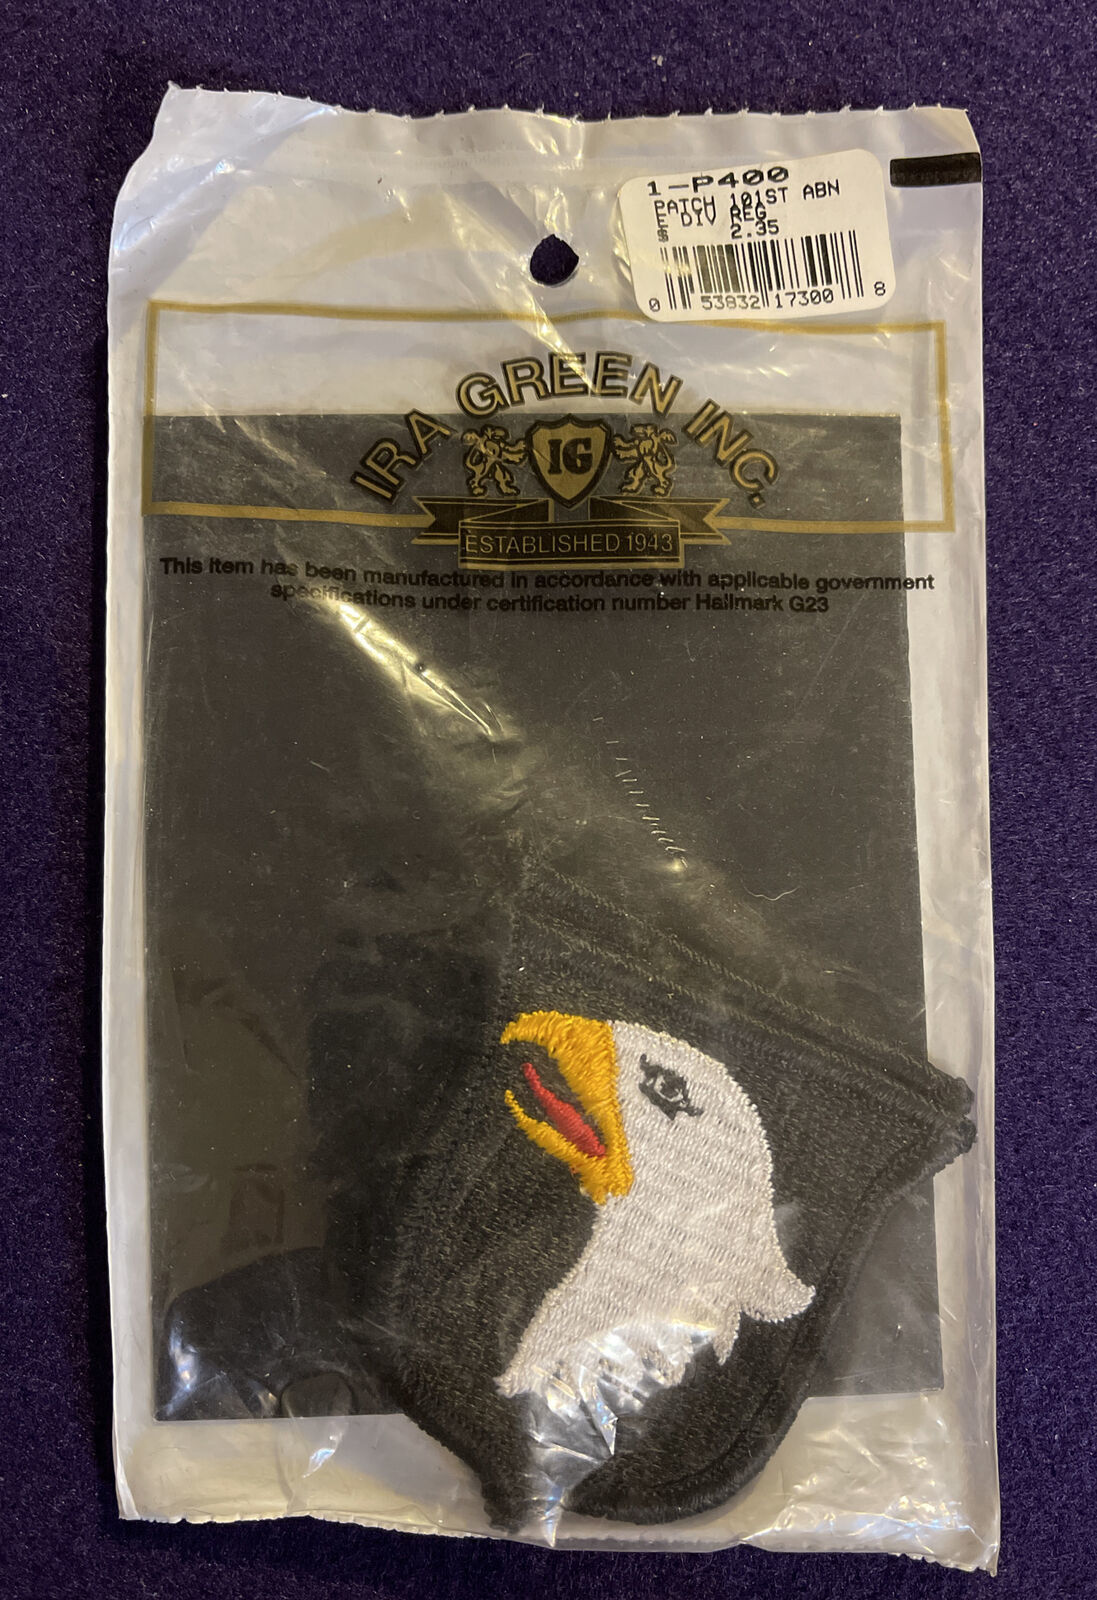 1-P400
PATCH 101ST ABN
DIV REG
2.35
0 53832 17300 8
IRA GREEN INC.
IG
ESTABLISHED 1943
This item has been manufactured in accordance with applicable government
specifications under certification number Hallmark G23